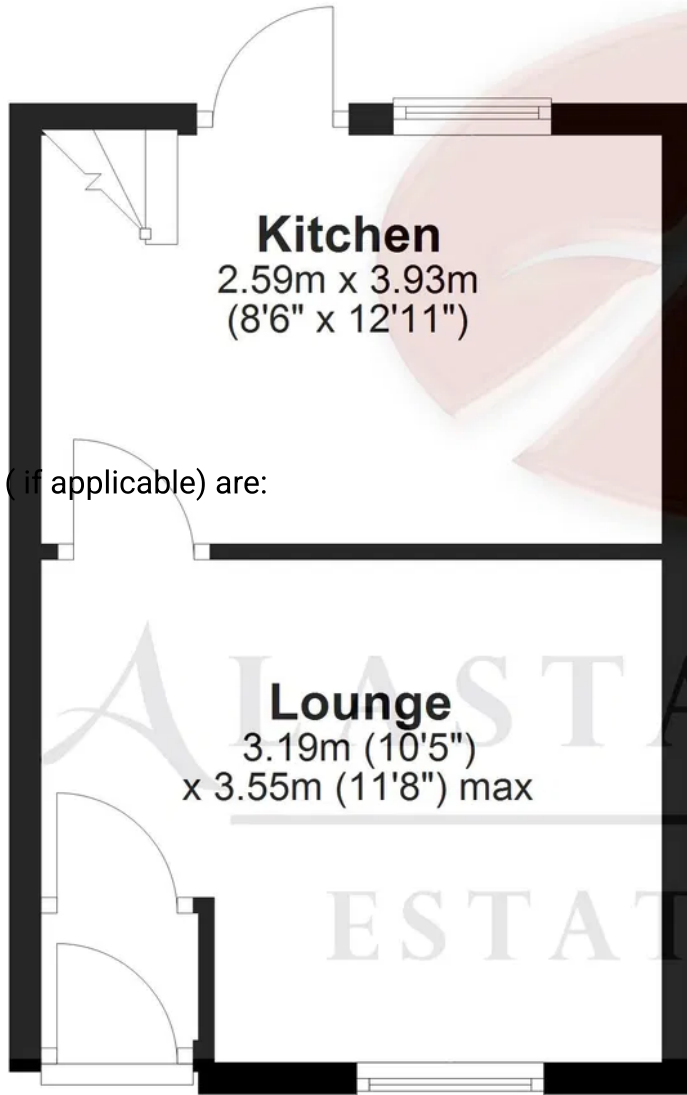 Kitchen
2.59m x 3.93m
(8'6" x 12'11")
( if applicable) are:
Lounge
3.19m (10'5")
x 3.55m (11'8") max
ALASTA
ESTAT